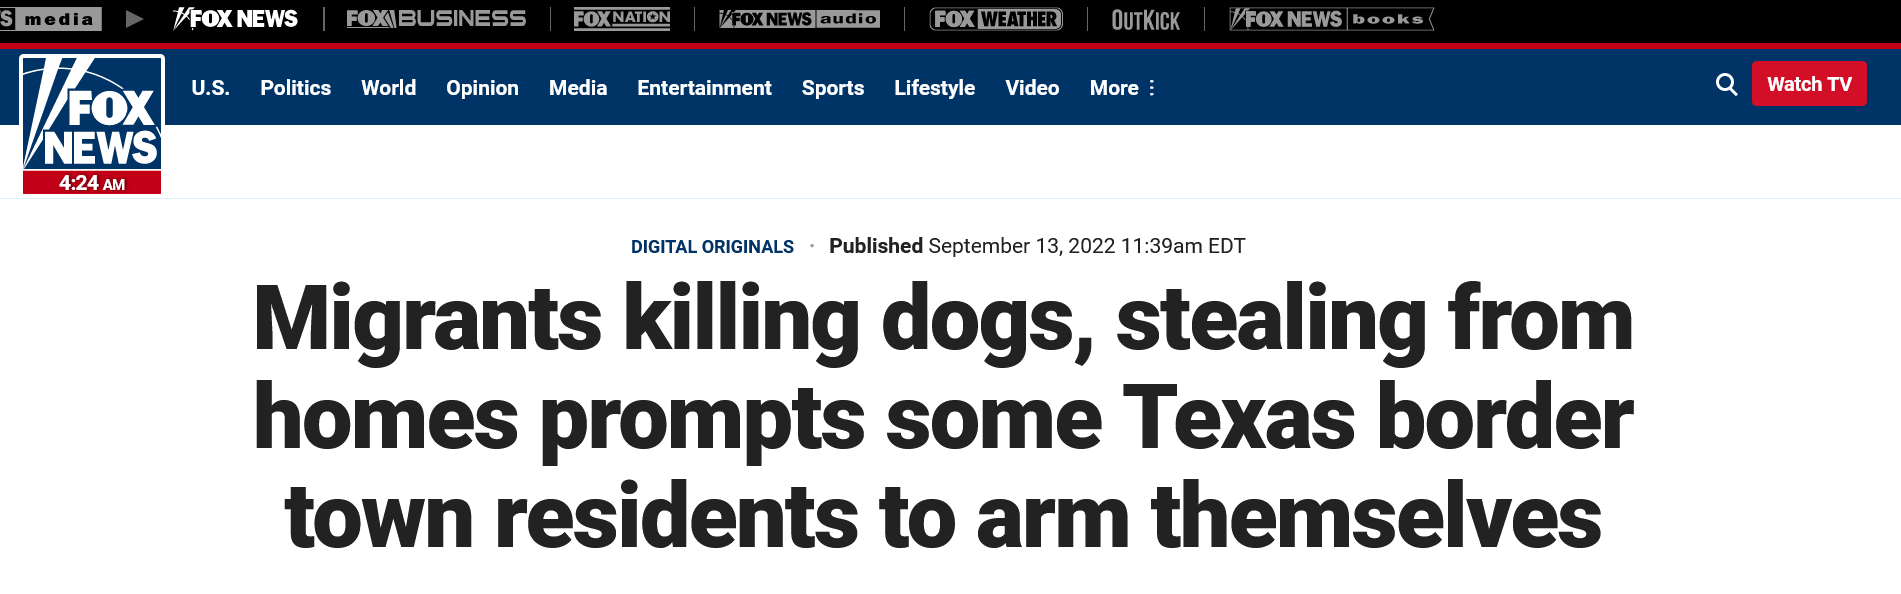 S media
FOX NEWS
FOX BUSINESS
FOX NATION
FOX NEWS audio
FOX WEATHER
OUTKICK
FOX NEWS books
FOX
NEWS
4:24 AM
U.S. Politics World Opinion Media Entertainment Sports Lifestyle Video More
Watch TV
DIGITAL ORIGINALS · Published September 13, 2022 11:39am EDT
Migrants killing dogs, stealing from
homes prompts some Texas border
town residents to arm themselves